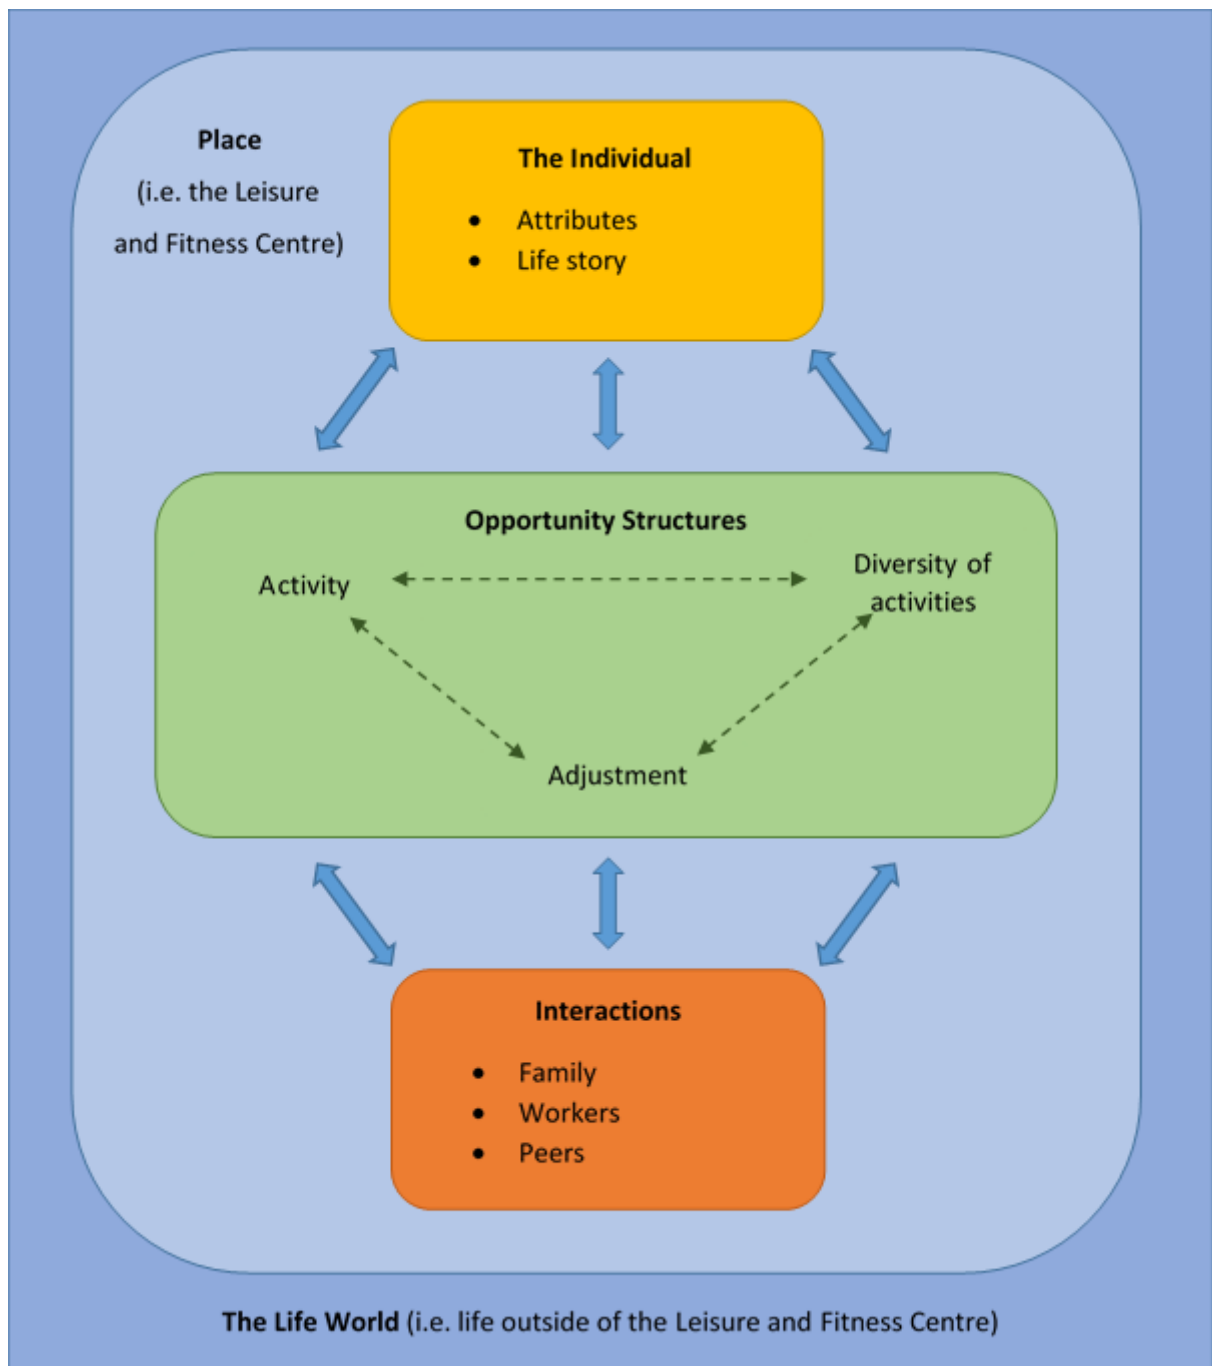 Place
(i.e. the Leisure
and Fitness Centre)
The Individual
• Attributes
• Life story
Opportunity Structures
Activity
Diversity of
activities
Adjustment
Interactions
• Family
• Workers
• Peers
The Life World (i.e. life outside of the Leisure and Fitness Centre)